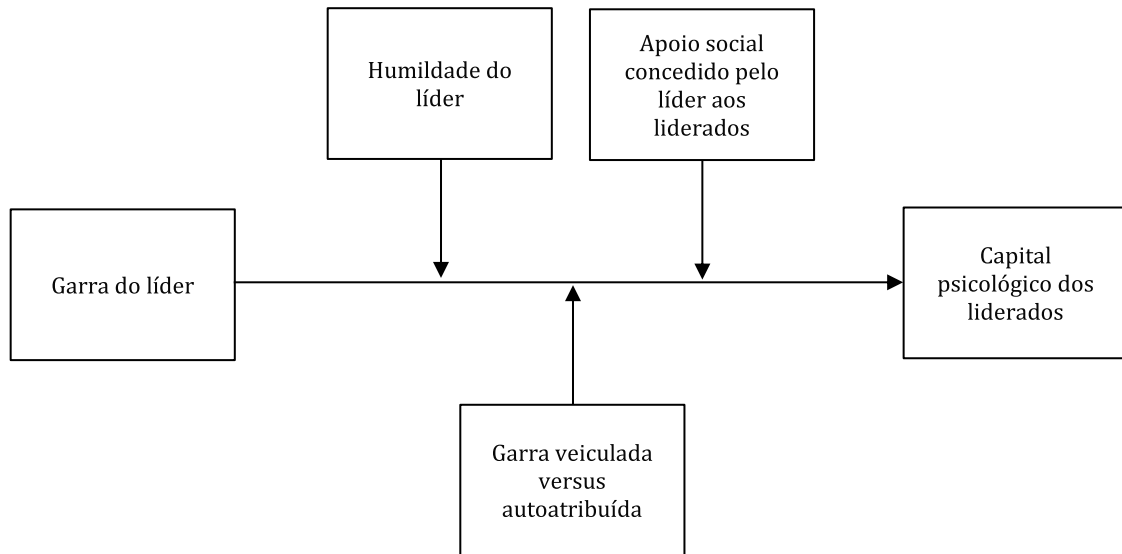 Humildade do
líder
Apoio social
concedido pelo
líder aos
liderados
Garra do líder
Capital
psicológico dos
liderados
Garra veiculada
versus
autoatribuída